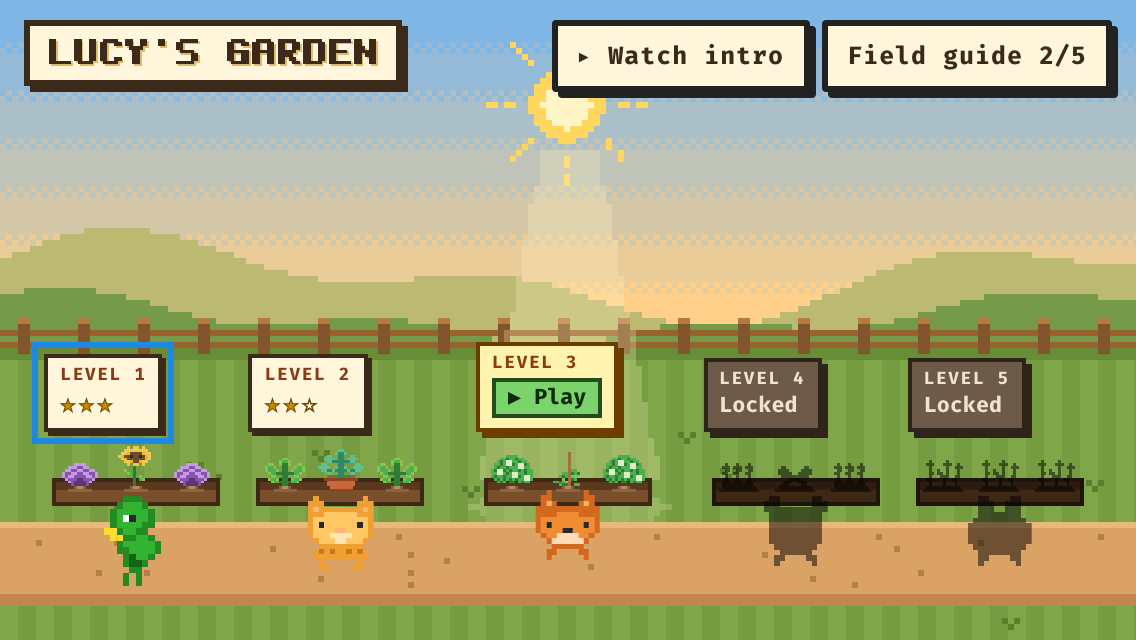 LUCY'S GARDEN
▸ Watch intro
Field guide 2/5
LEVEL 1
★★★
LEVEL 2
★★☆
LEVEL 3
▶ Play
LEVEL 4
Locked
LEVEL 5
Locked